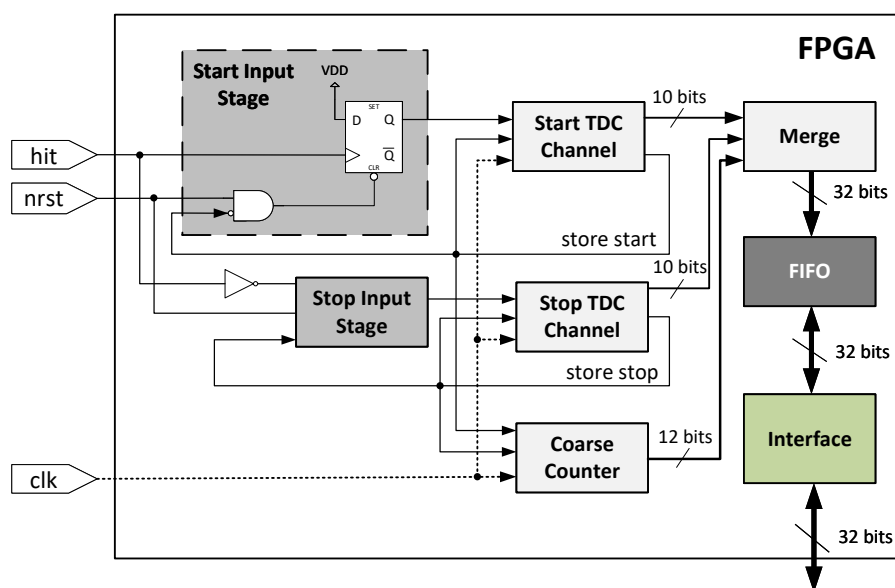 FPGA
Start Input
Stage
VDD
SET
D
Q
Q
CLR
hit
nrst
clk
Start TDC
Channel
10 bits
Merge
32 bits
store start
10 bits
FIFO
Stop Input
Stage
Stop TDC
Channel
32 bits
store stop
Coarse
Counter
12 bits
Interface
32 bits